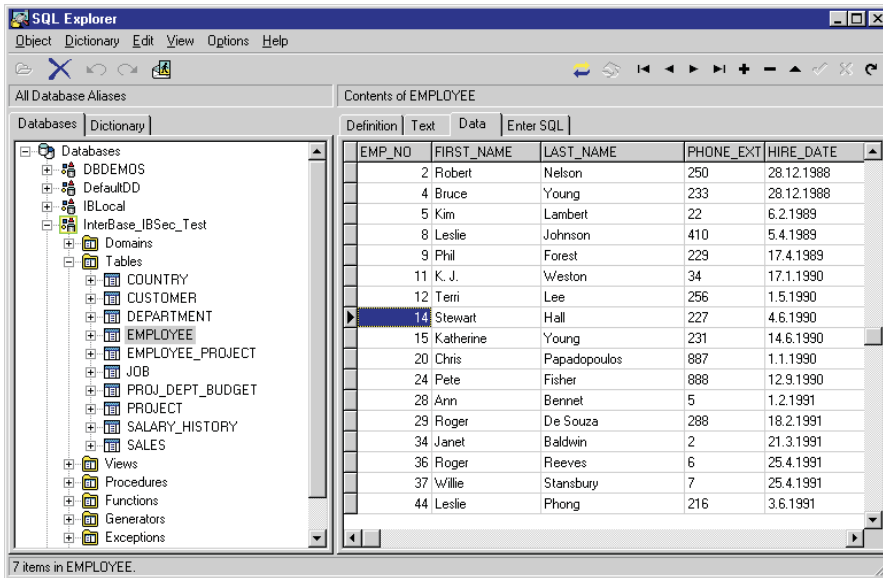 SQL Explorer
Object Dictionary Edit View Options Help
All Database Aliases
Contents of EMPLOYEE
Databases Dictionary
Definition Text Data Enter SQL
Databases
DBDEMOS
DefaultDD
IBLocal
InterBase_IBSec_Test
Domains
Tables
COUNTRY
CUSTOMER
DEPARTMENT
EMPLOYEE
EMPLOYEE_PROJECT
JOB
PROJ_DEPT_BUDGET
PROJECT
SALARY_HISTORY
SALES
Views
Procedures
Functions
Generators
Exceptions
EMP_NO FIRST_NAME LAST_NAME PHONE_EXT HIRE_DATE
2 Robert Nelson 250 28.12.1988
4 Bruce Young 233 28.12.1988
5 Kim Lambert 22 6.2.1989
8 Leslie Johnson 410 5.4.1989
9 Phil Forest 229 17.4.1989
11 K. J. Weston 34 17.1.1990
12 Terri Lee 256 1.5.1990
14 Stewart Hall 227 4.6.1990
15 Katherine Young 231 14.6.1990
20 Chris Papadopoulos 887 1.1.1990
24 Pete Fisher 888 12.9.1990
28 Ann Bennet 5 1.2.1991
29 Roger De Souza 288 18.2.1991
34 Janet Baldwin 2 21.3.1991
36 Roger Reeves 6 25.4.1991
37 Willie Stansbury 7 25.4.1991
44 Leslie Phong 216 3.6.1991
7 items in EMPLOYEE.